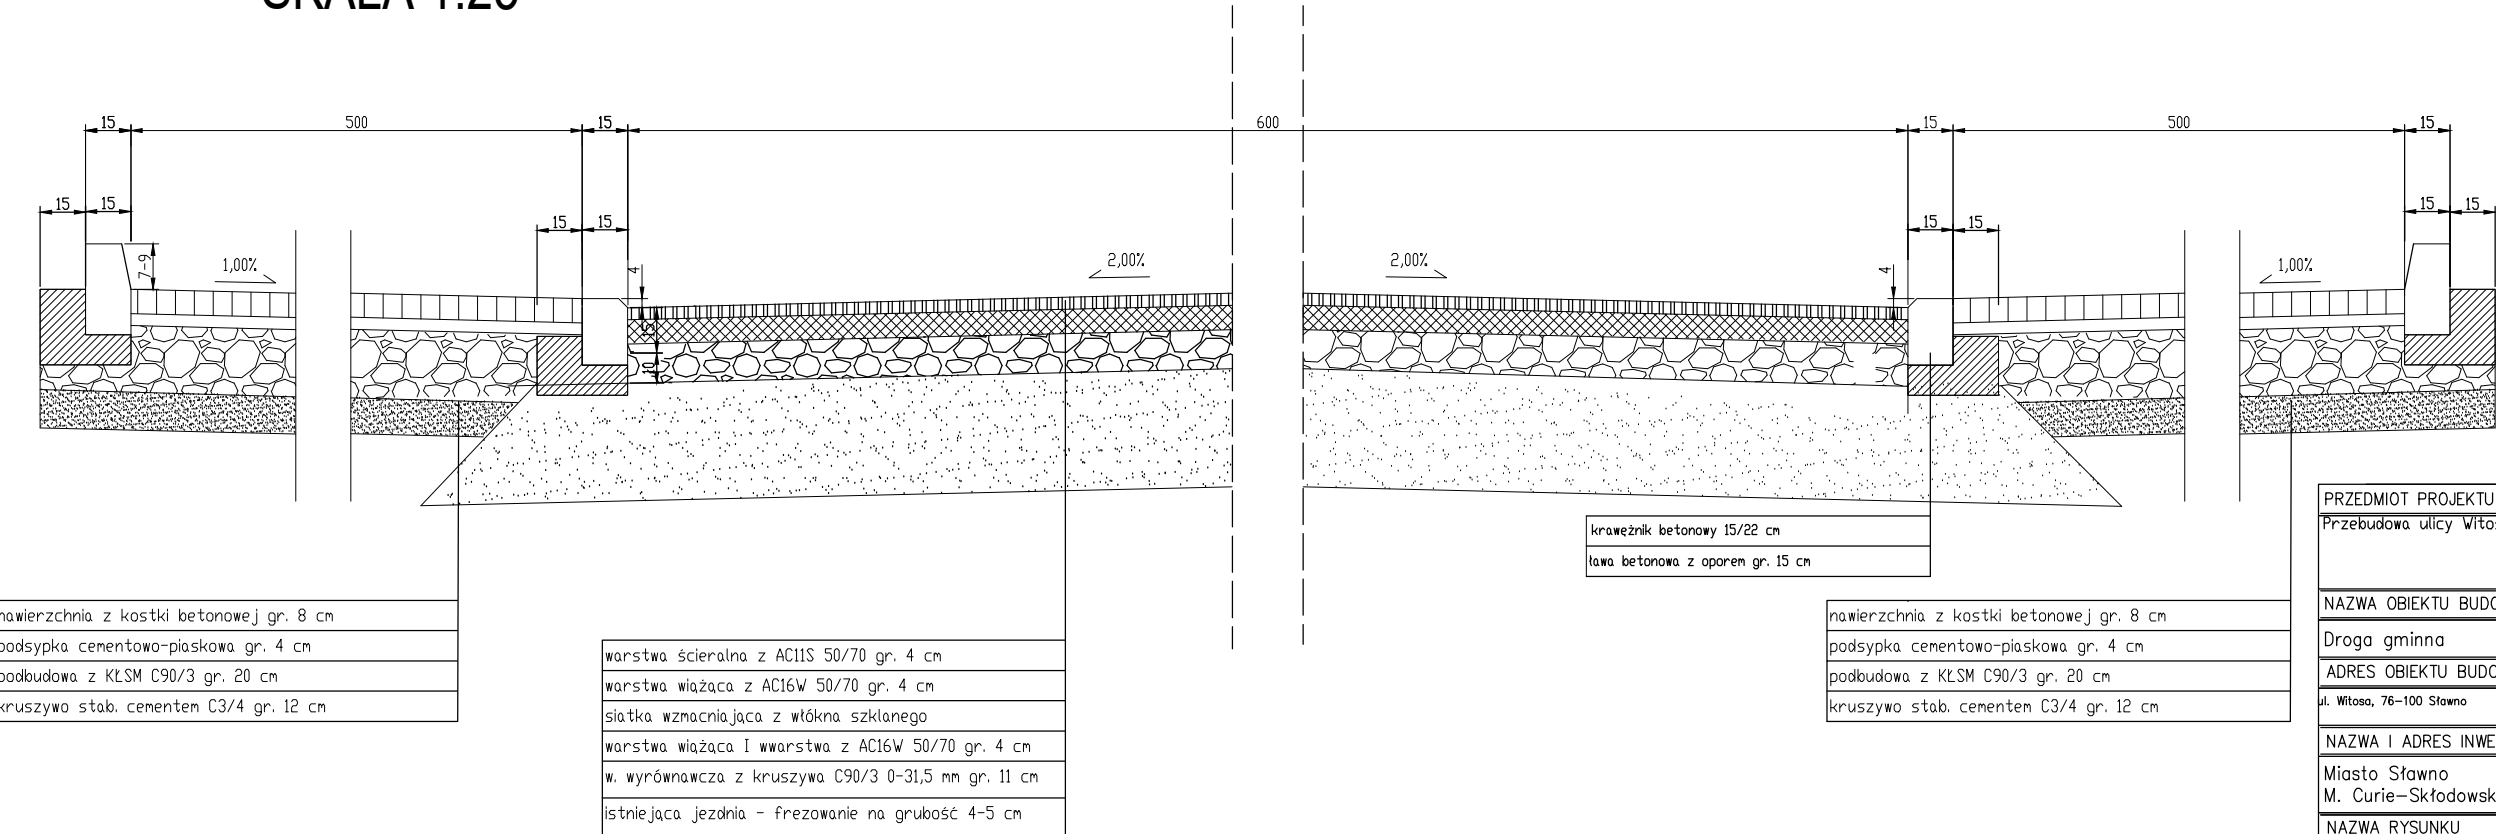 SKALA 1:20
15 500 15 600 15 500 15
15 15 15 15 15 15 15 15
7-9 1,00% 4 2,00% 2,00% 4 1,00%
15
10
krawężnik betonowy 15/22 cm
ława betonowa z oporem gr. 15 cm
nawierzchnia z kostki betonowej gr. 8 cm
podsypka cementowo-piaskowa gr. 4 cm
podbudowa z KŁSM C90/3 gr. 20 cm
kruszywo stab. cementem C3/4 gr. 12 cm
warstwa ścieralna z AC11S 50/70 gr. 4 cm
warstwa wiążąca z AC16W 50/70 gr. 4 cm
siatka wzmacniająca z włókna szklanego
warstwa wiążąca I wwarstwa z AC16W 50/70 gr. 4 cm
w. wyrównawcza z kruszywa C90/3 0-31,5 mm gr. 11 cm
istniejąca jezdnia - frezowanie na grubość 4-5 cm
nawierzchnia z kostki betonowej gr. 8 cm
podsypka cementowo-piaskowa gr. 4 cm
podbudowa z KŁSM C90/3 gr. 20 cm
kruszywo stab. cementem C3/4 gr. 12 cm
PRZEDMIOT PROJEKTU
Przebudowa ulicy
NAZWA OBIEKTU
Droga gminna
ADRES OBIEKTU
ul. Witosa, 76-100 Sławno
NAZWA I ADRES
Miasto Sławno
M. Curie-Skłodowsk
NAZWA RYSUNKU